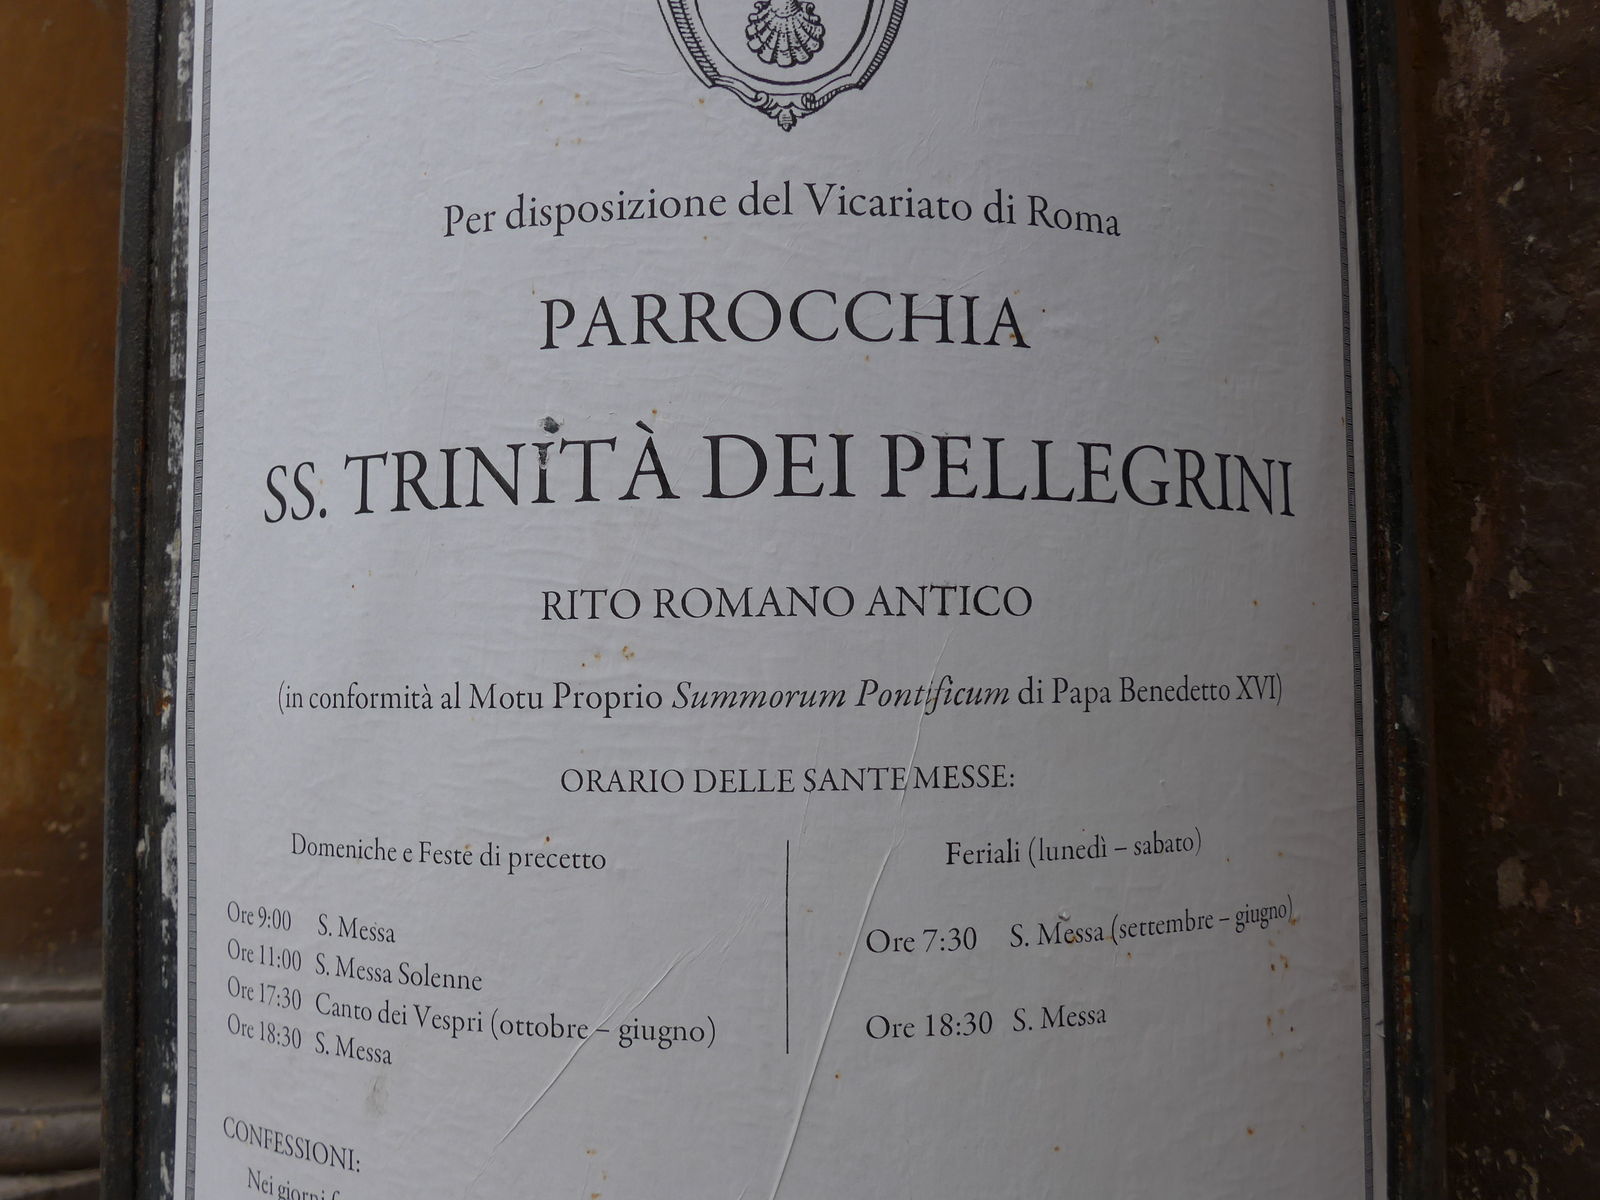 Per disposizione del Vicariato di Roma
PARROCCHIA
SS. TRINITÀ DEI PELLEGRINI
RITO ROMANO ANTICO
(in conformità al Motu Proprio Summorum Pontificum di Papa Benedetto XVI)
ORARIO DELLE SANTE MESSE:
Domeniche e Feste di precetto
Ore 9:00 S. Messa
Ore 11:00 S. Messa Solenne
Ore 17:30 Canto dei Vespri (ottobre – giugno)
Ore 18:30 S. Messa
Feriali (lunedì – sabato)
Ore 7:30 S. Messa (settembre – giugno)
Ore 18:30 S. Messa
CONFESSIONI:
Nei giorni